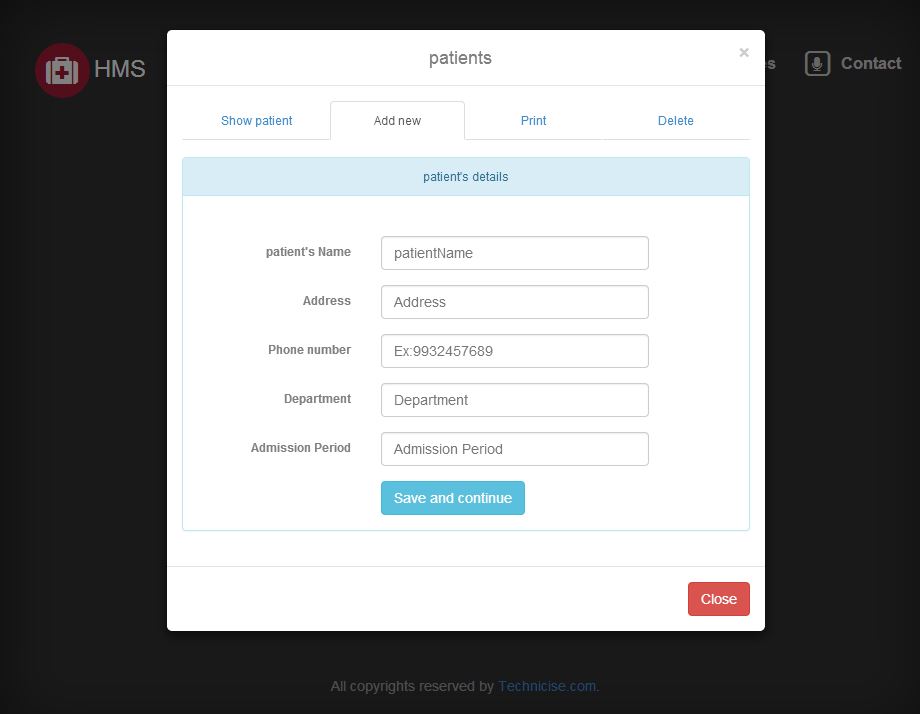 patients
×
HMS
Contact
Show patient
Add new
Print
Delete
patient's details
patient's Name
patientName
Address
Address
Phone number
Ex:9932457689
Department
Department
Admission Period
Admission Period
Save and continue
Close
All copyrights reserved by Technicise.com.